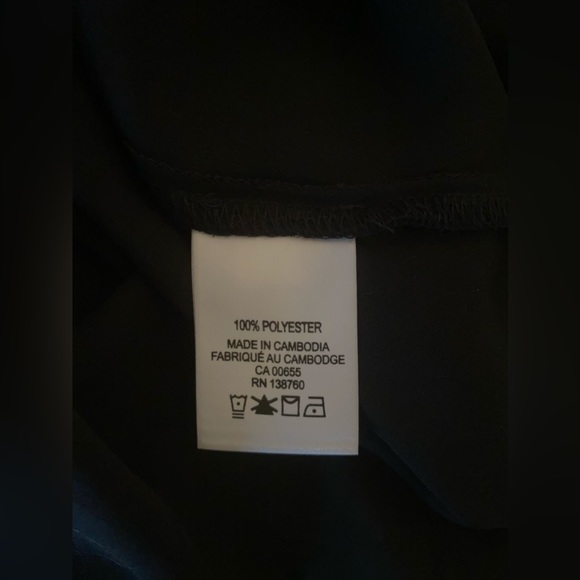 100% POLYESTER
MADE IN CAMBODIA
FABRIQUÉ AU CAMBODGE
CA 00655
RN 138760